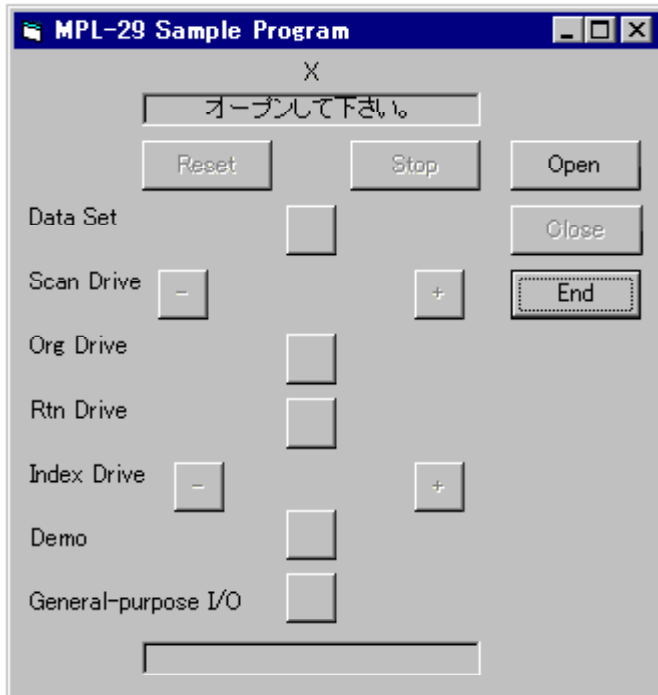 MPL-29 Sample Program
X
オープンして下さい。
Reset Stop Open
Data Set Close
Scan Drive - + End
Org Drive
Rtn Drive
Index Drive - +
Demo
General-purpose I/O